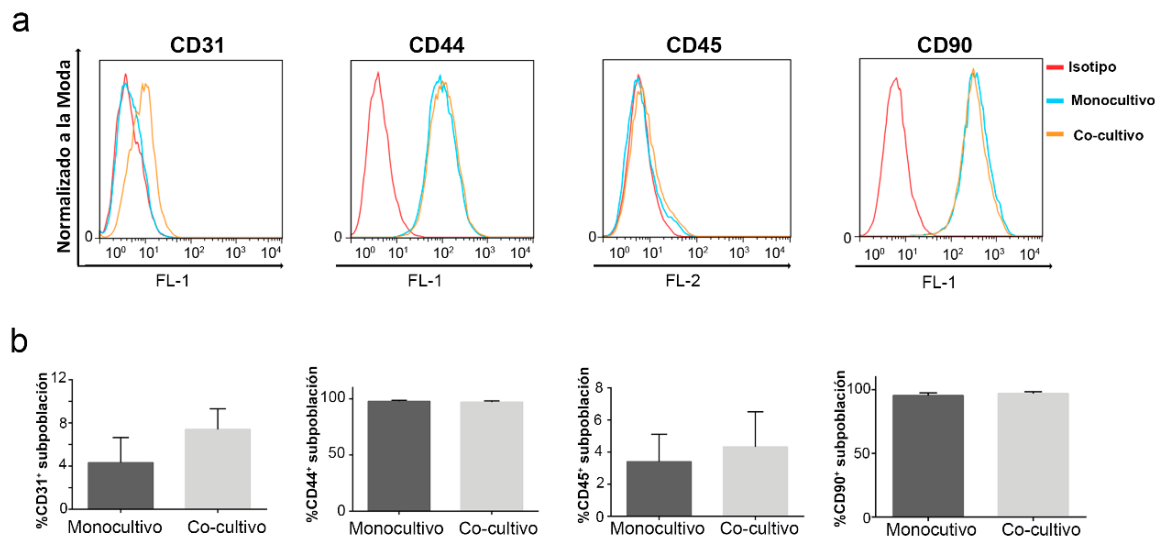 a
CD31
CD44
CD45
CD90
Normalizado a la Moda
0
10⁰ 10¹ 10² 10³ 10⁴
FL-1
0
10⁰ 10¹ 10² 10³ 10⁴
FL-1
0
10⁰ 10¹ 10² 10³ 10⁴
FL-2
0
10⁰ 10¹ 10² 10³ 10⁴
FL-1
Isotipo
Monocultivo
Co-cultivo
b
%CD31⁺ subpoblación
12
8
4
0
Monocultivo Co-cultivo
%CD44⁺ subpoblación
100
50
0
Monocultivo Co-cultivo
%CD45⁺ subpoblación
8
6
4
2
0
Monocultivo Co-cultivo
%CD90⁺ subpoblación
100
50
0
Monocutivo Co-cultivo